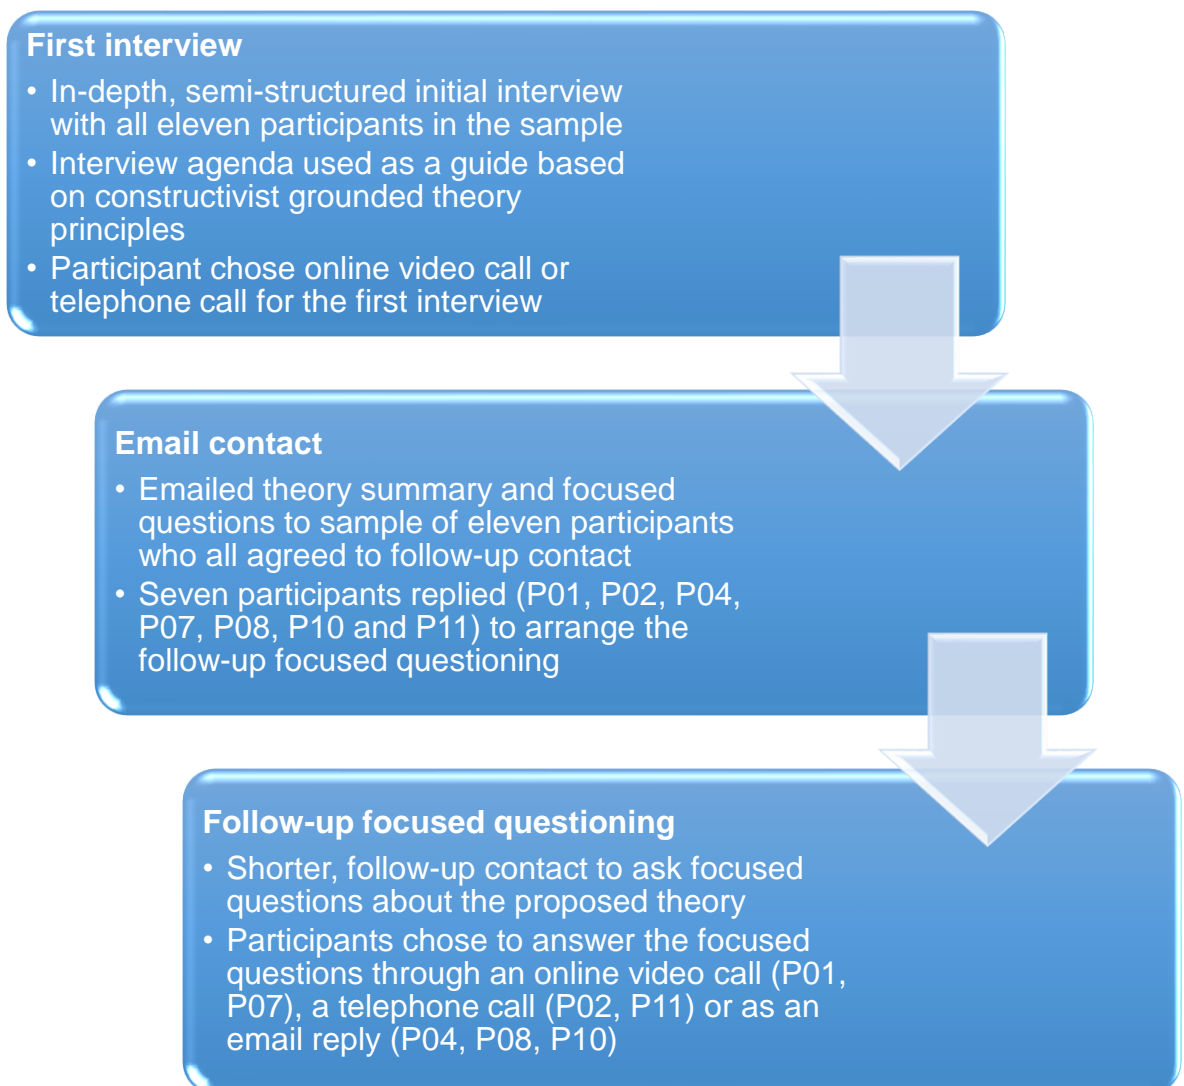 First interview
• In-depth, semi-structured initial interview
with all eleven participants in the sample
• Interview agenda used as a guide based
on constructivist grounded theory
principles
• Participant chose online video call or
telephone call for the first interview
Email contact
• Emailed theory summary and focused
questions to sample of eleven participants
who all agreed to follow-up contact
• Seven participants replied (P01, P02, P04,
P07, P08, P10 and P11) to arrange the
follow-up focused questioning
Follow-up focused questioning
• Shorter, follow-up contact to ask focused
questions about the proposed theory
• Participants chose to answer the focused
questions through an online video call (P01,
P07), a telephone call (P02, P11) or as an
email reply (P04, P08, P10)